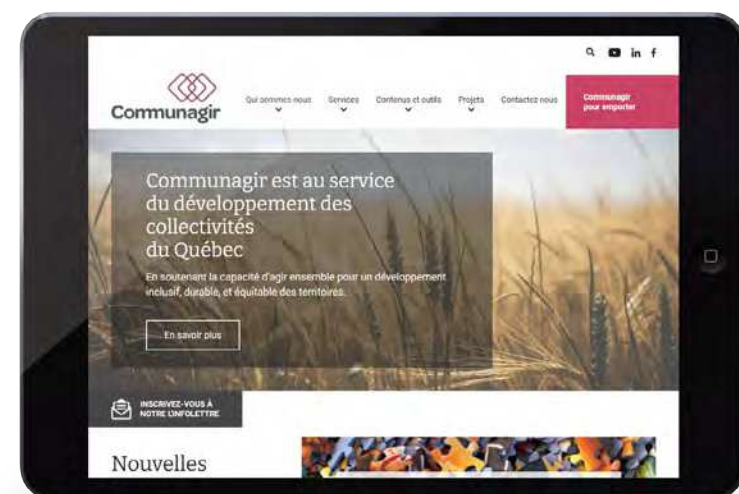 Communagir
Qui sommes-nous
Services
Contenus et outils
Projets
Contactez-nous
Communagir
pour emporter
Communagir est au service
du développement des
collectivités
du Québec
En soutenant la capacité d'agir ensemble pour un développement
inclusif, durable, et équitable des territoires.
En savoir plus
INSCRIVEZ-VOUS À
NOTRE L'INFOLETTRE
Nouvelles